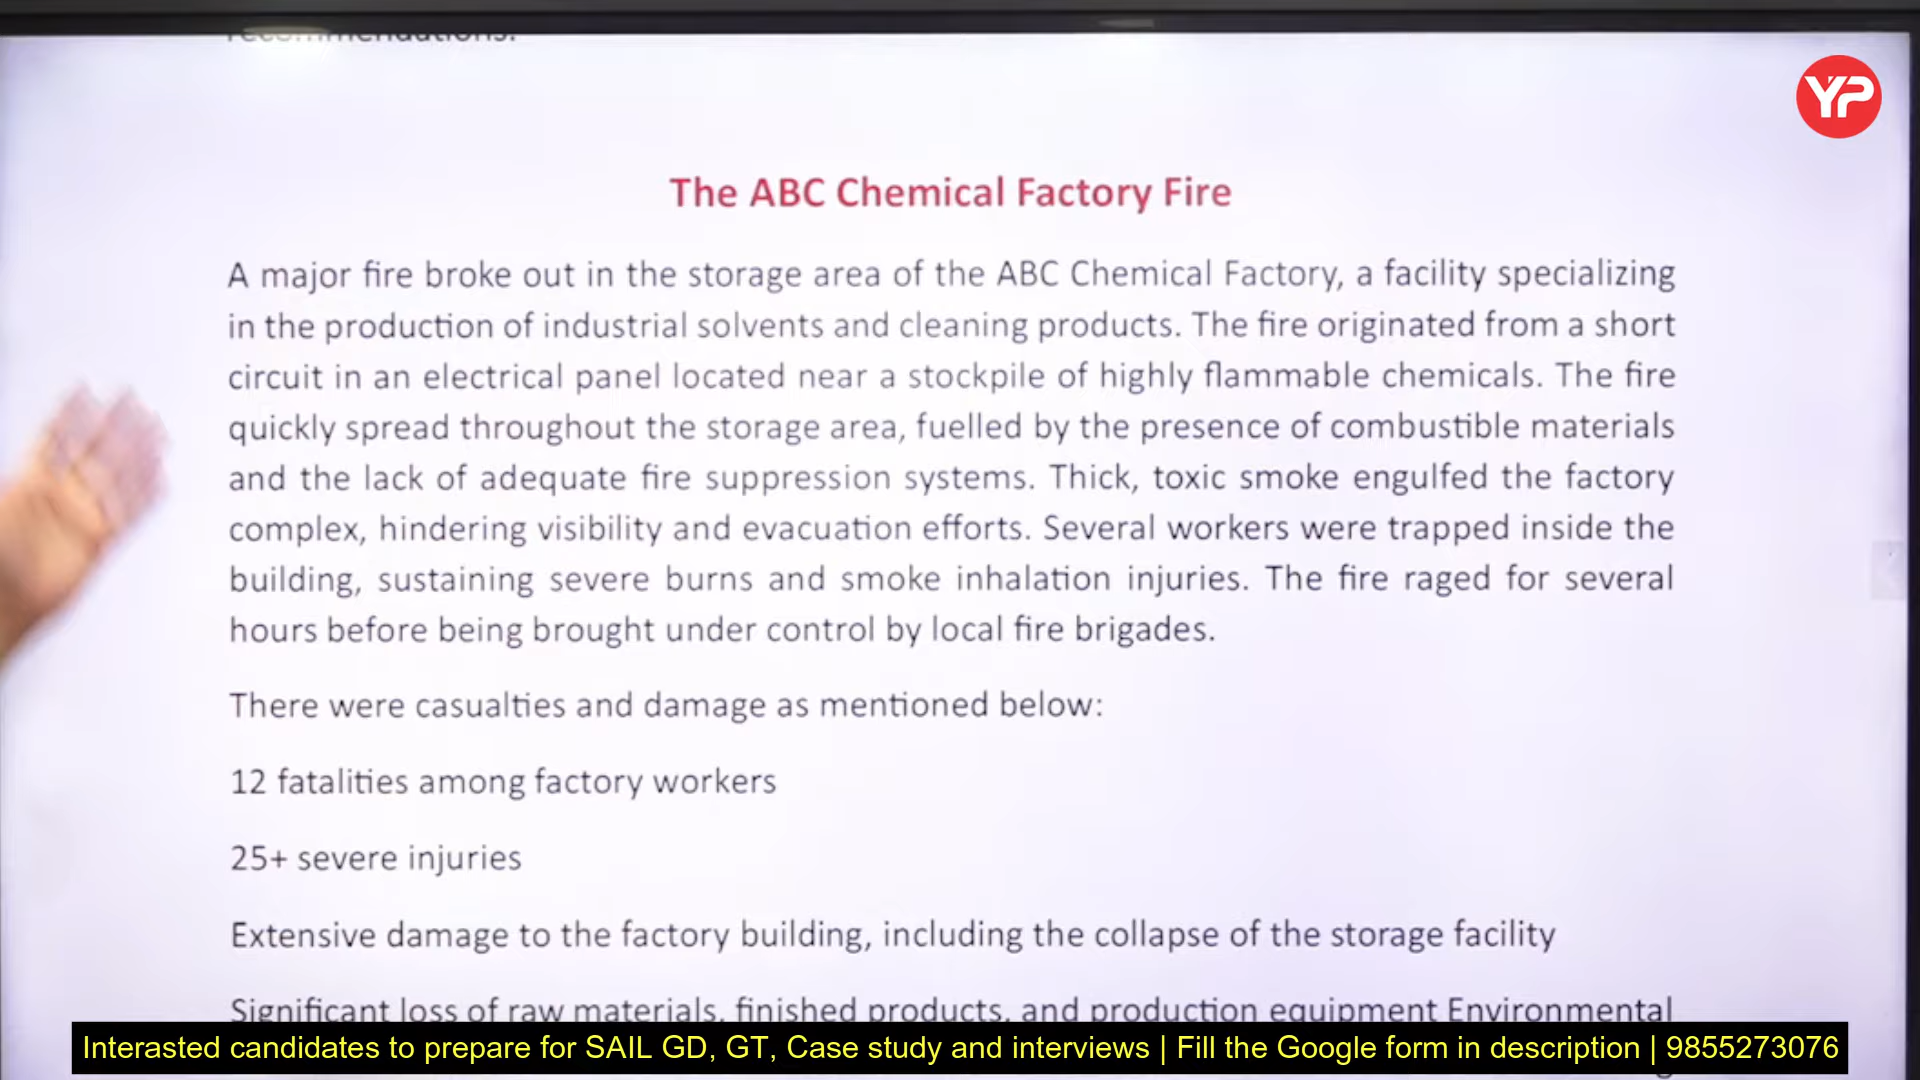 recommendations.
YP
The ABC Chemical Factory Fire
A major fire broke out in the storage area of the ABC Chemical Factory, a facility specializing
in the production of industrial solvents and cleaning products. The fire originated from a short
circuit in an electrical panel located near a stockpile of highly flammable chemicals. The fire
quickly spread throughout the storage area, fuelled by the presence of combustible materials
and the lack of adequate fire suppression systems. Thick, toxic smoke engulfed the factory
complex, hindering visibility and evacuation efforts. Several workers were trapped inside the
building, sustaining severe burns and smoke inhalation injuries. The fire raged for several
hours before being brought under control by local fire brigades.
There were casualties and damage as mentioned below:
12 fatalities among factory workers
25+ severe injuries
Extensive damage to the factory building, including the collapse of the storage facility
Significant loss of raw materials, finished products, and production equipment Environmental
Interasted candidates to prepare for SAIL GD, GT, Case study and interviews | Fill the Google form in description | 9855273076